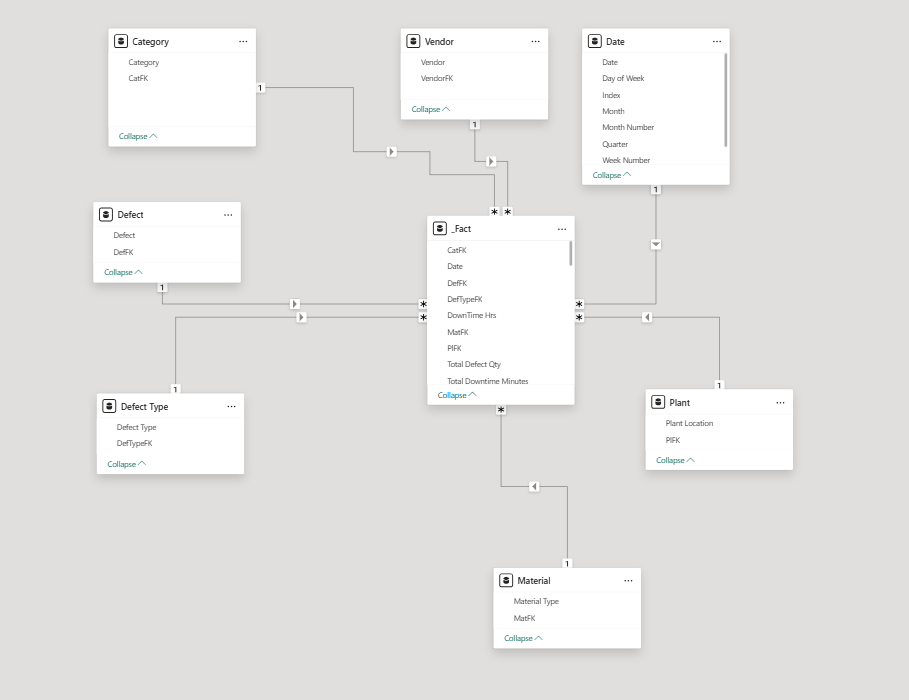 Category
Category
CatFK
Collapse
1
Vendor
Vendor
VendorFK
Collapse
1
Date
Date
Day of Week
Index
Month
Month Number
Quarter
Week Number
Collapse
1
Defect
Defect
DefFK
Collapse
1
_Fact
CatFK
Date
DefFK
DefTypeFK
DownTime Hrs
MatFK
PlFK
Total Defect Qty
Total Downtime Minutes
Collapse
* *
*
*
*
*
*
1
Defect Type
Defect Type
DefTypeFK
Collapse
1
Plant
Plant Location
PlFK
Collapse
1
Material
Material Type
MatFK
Collapse